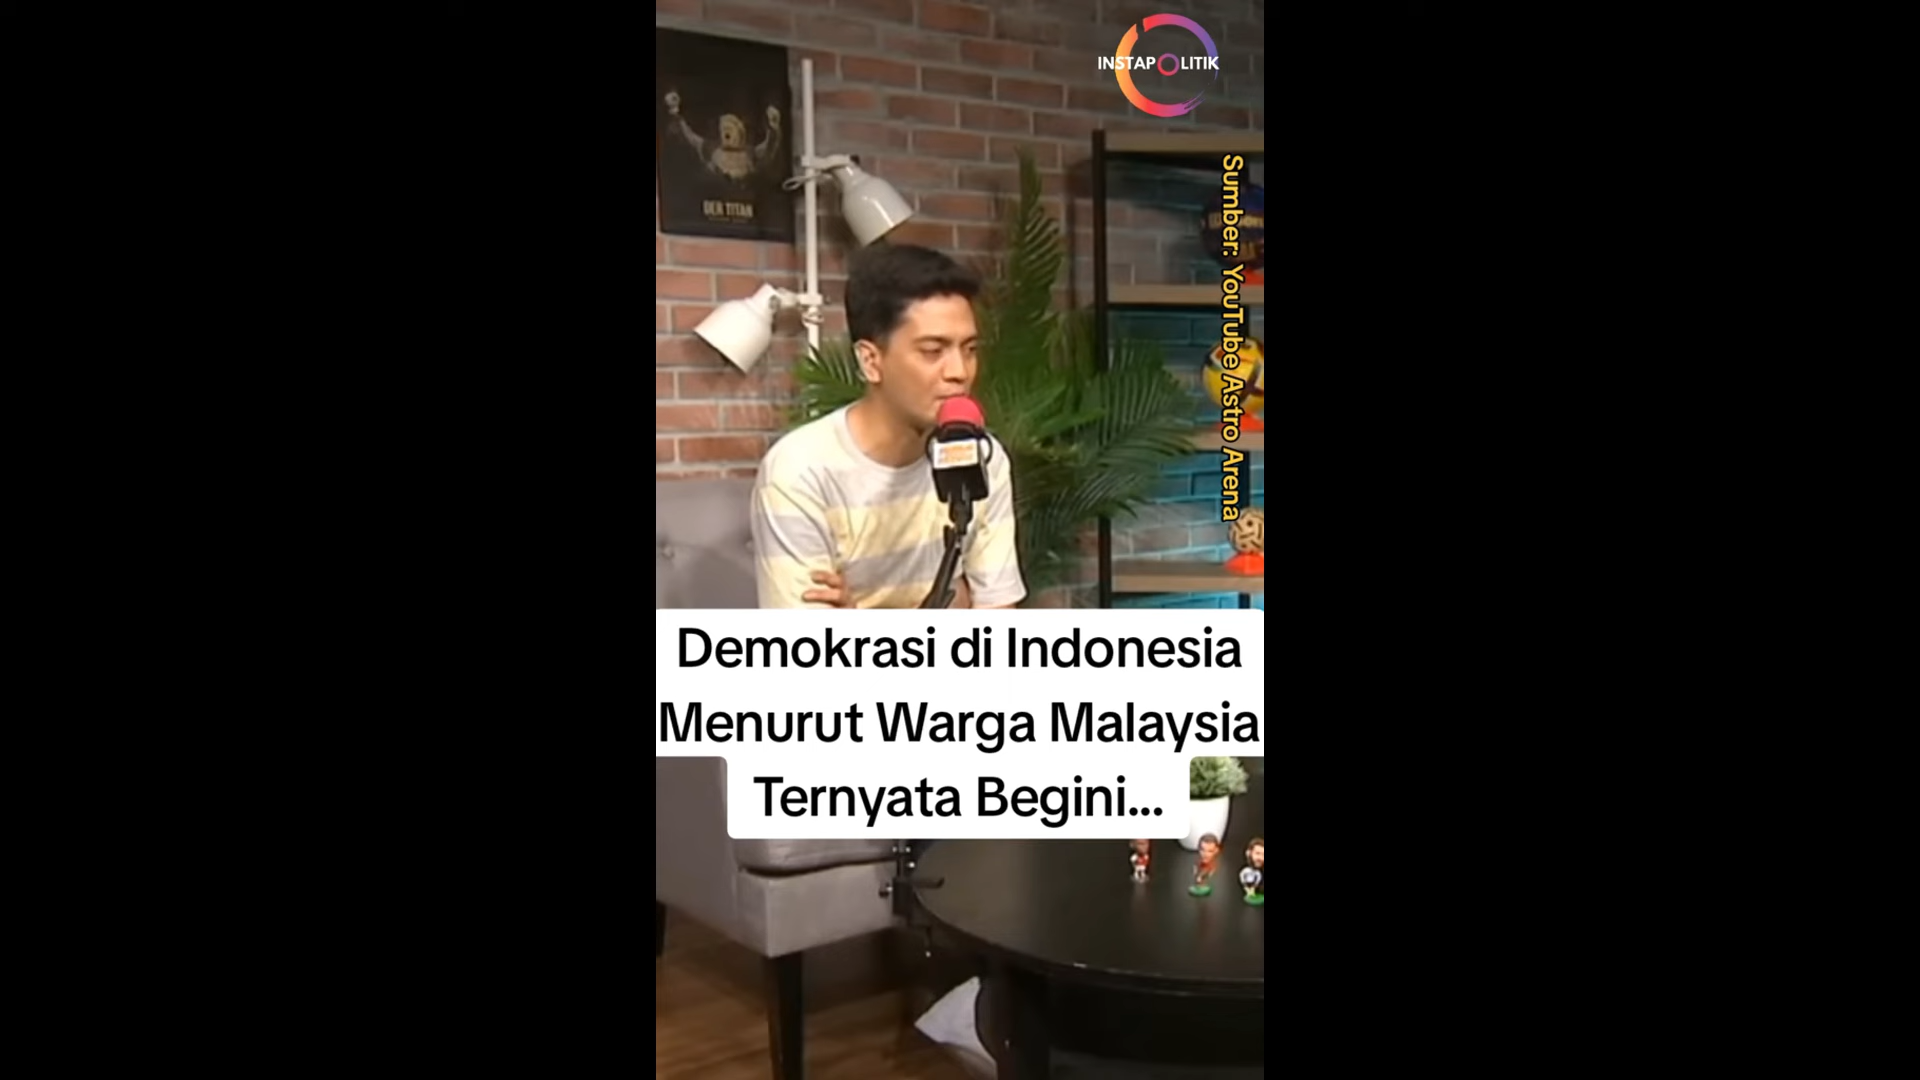 INSTAPOLITIK
DER TITAN
Sumber: YouTube Astro Arena
Demokrasi di Indonesia
Menurut Warga Malaysia
Ternyata Begini...